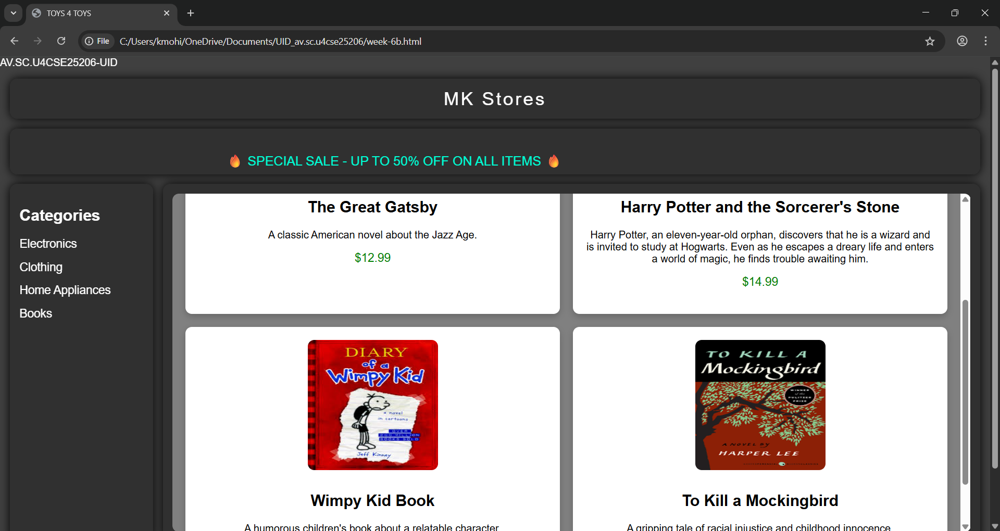 TOYS 4 TOYS
File
C:/Users/kmohi/OneDrive/Documents/UID_av.sc.u4cse25206/week-6b.html
AV.SC.U4CSE25206-UID
MK Stores
🔥 SPECIAL SALE - UP TO 50% OFF ON ALL ITEMS 🔥
Categories
Electronics
Clothing
Home Appliances
Books
The Great Gatsby
A classic American novel about the Jazz Age.
$12.99
Harry Potter and the Sorcerer's Stone
Harry Potter, an eleven-year-old orphan, discovers that he is a wizard and
is invited to study at Hogwarts. Even as he escapes a dreary life and enters
a world of magic, he finds trouble awaiting him.
$14.99
DIARY
of a
Wimpy Kid
a novel
in cartoons
OVER
200 MILLION
BOOKS SOLD
Jeff Kinney
Wimpy Kid Book
A humorous children's book about a relatable character
TO KILL A
Mockingbird
WINNER
of the
PULITZER
PRIZE
A NOVEL BY
HARPER LEE
To Kill a Mockingbird
A gripping tale of racial injustice and childhood innocence